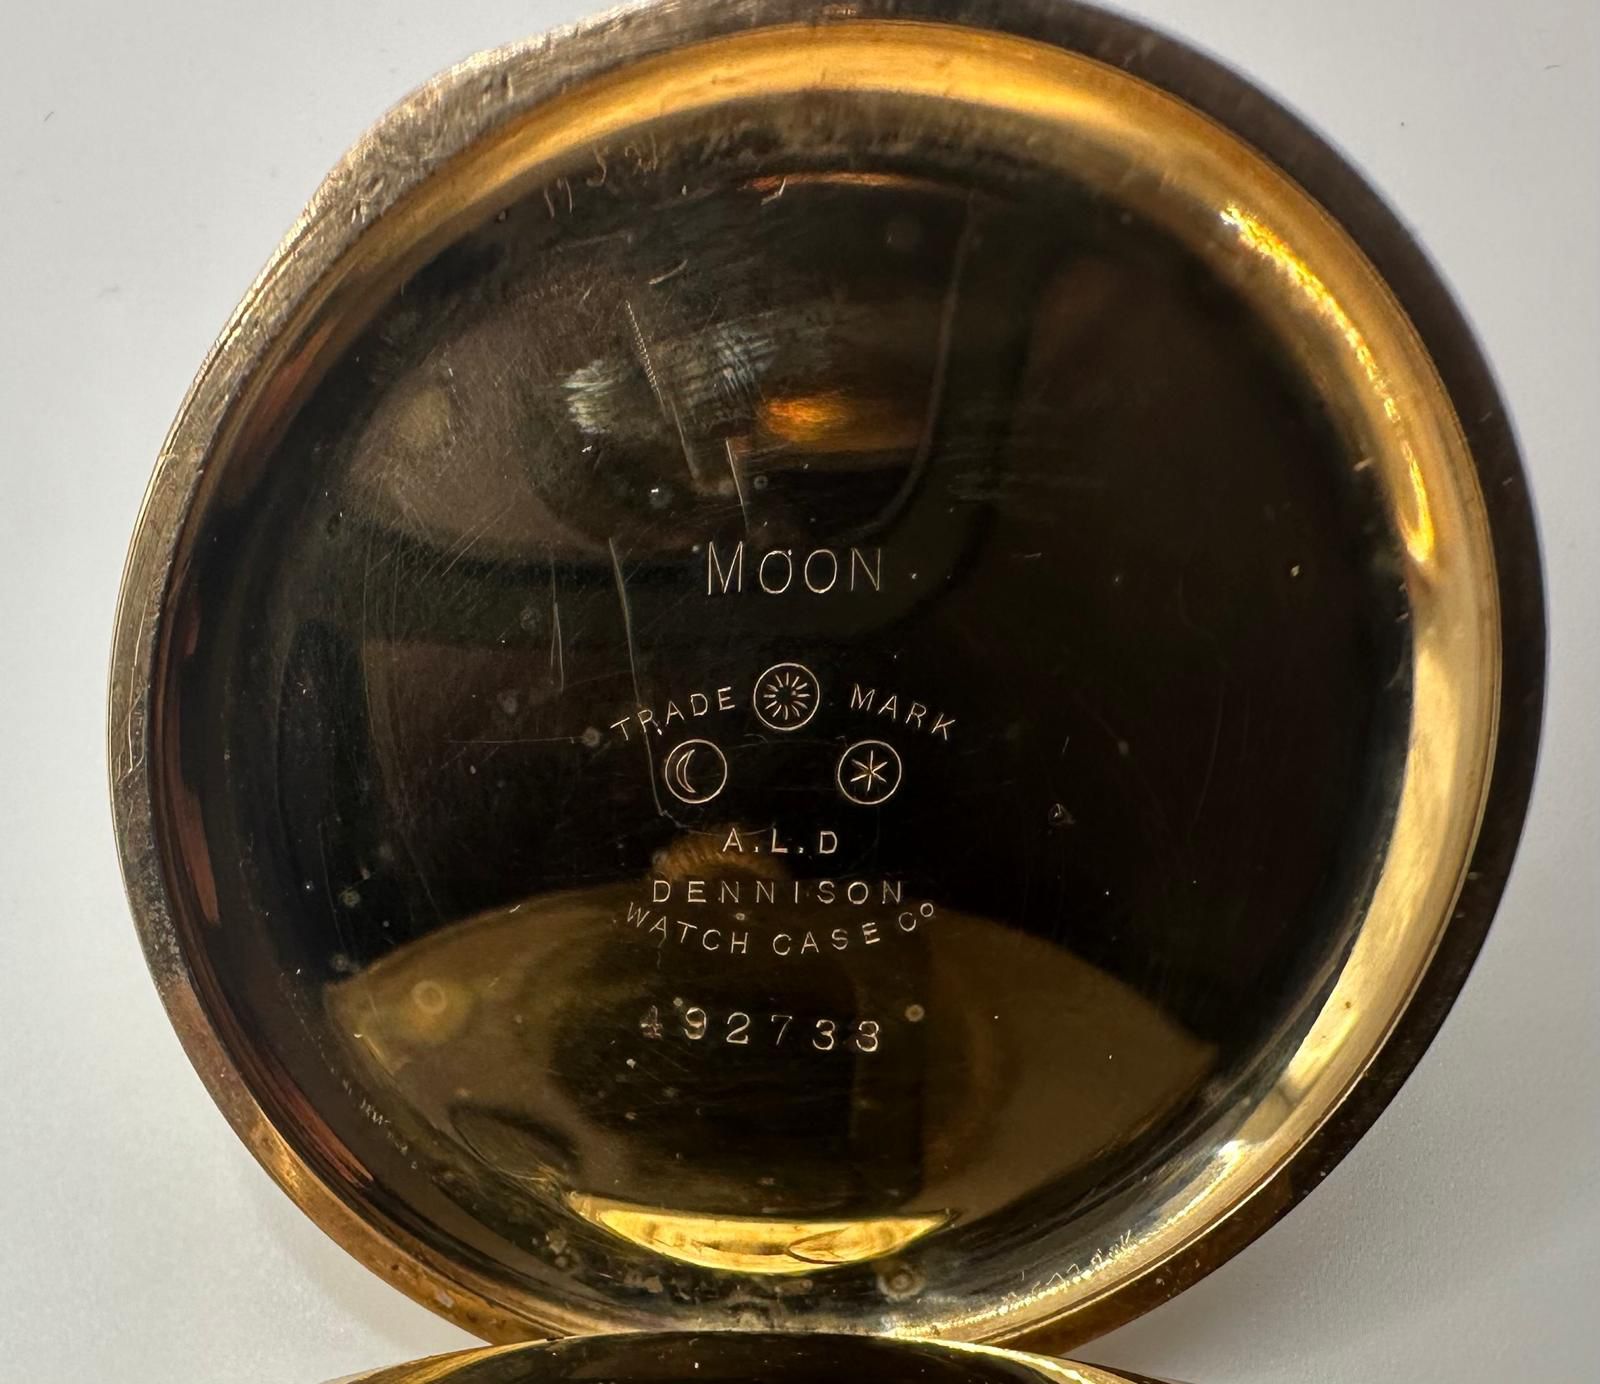 MOON
TRADE MARK
A.L.D
DENNISON
WATCH CASE Cº
492733